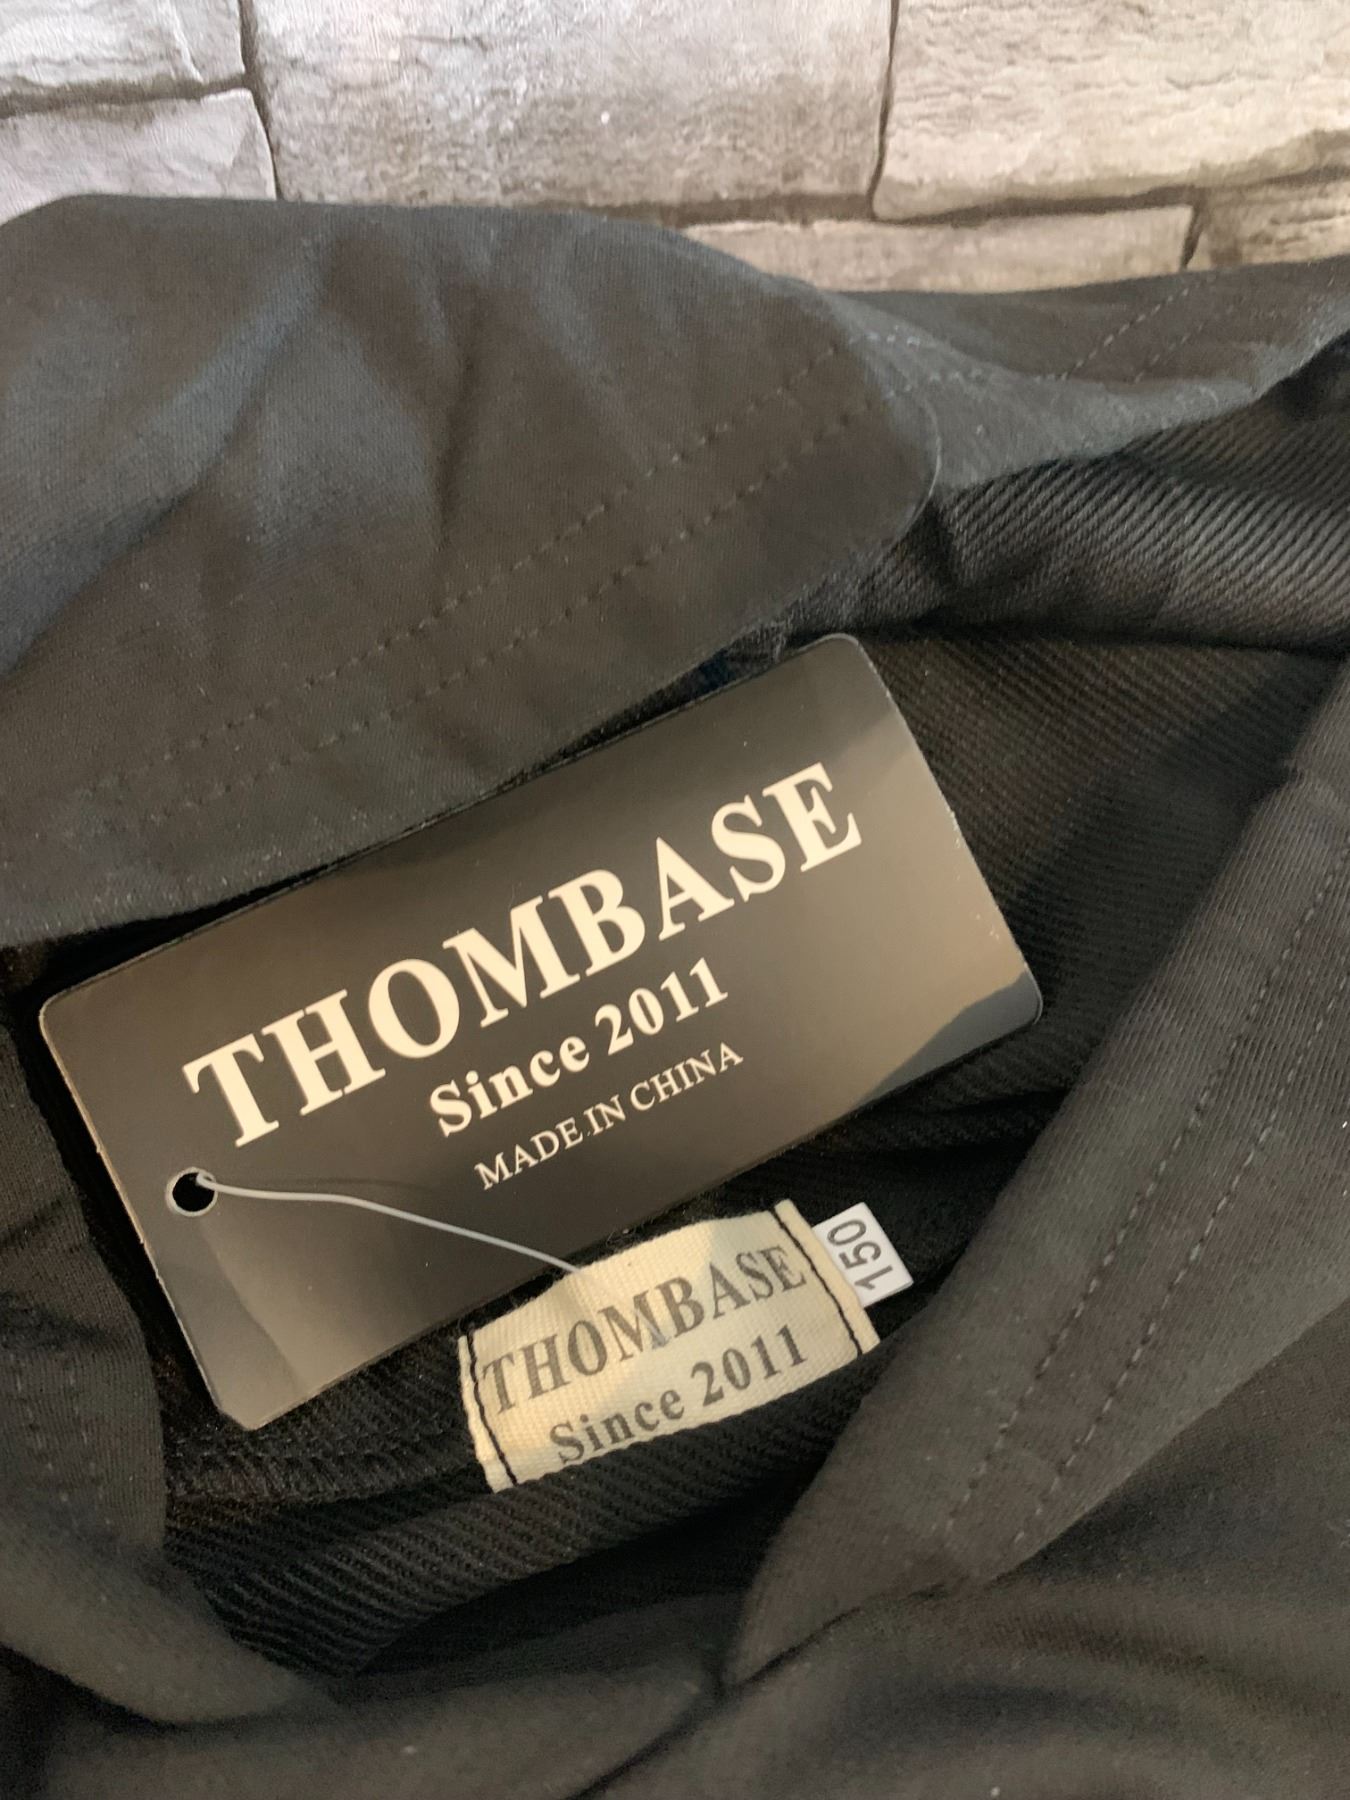 THOMBASE
Since 2011
MADE IN CHINA
THOMBASE
Since 2011
150